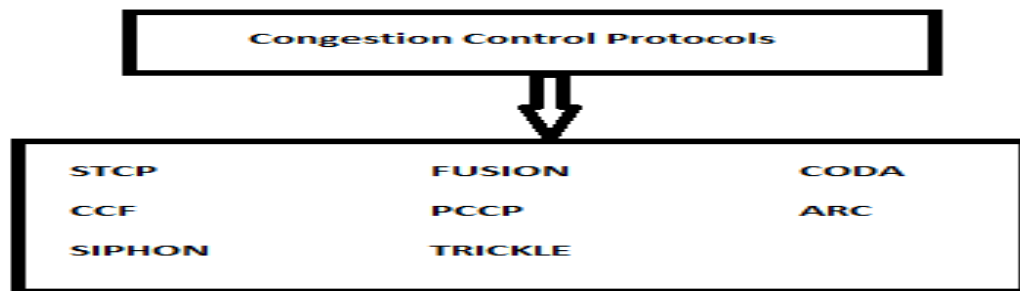 Congestion Control Protocols
STCP FUSION CODA
CCF PCCP ARC
SIPHON TRICKLE